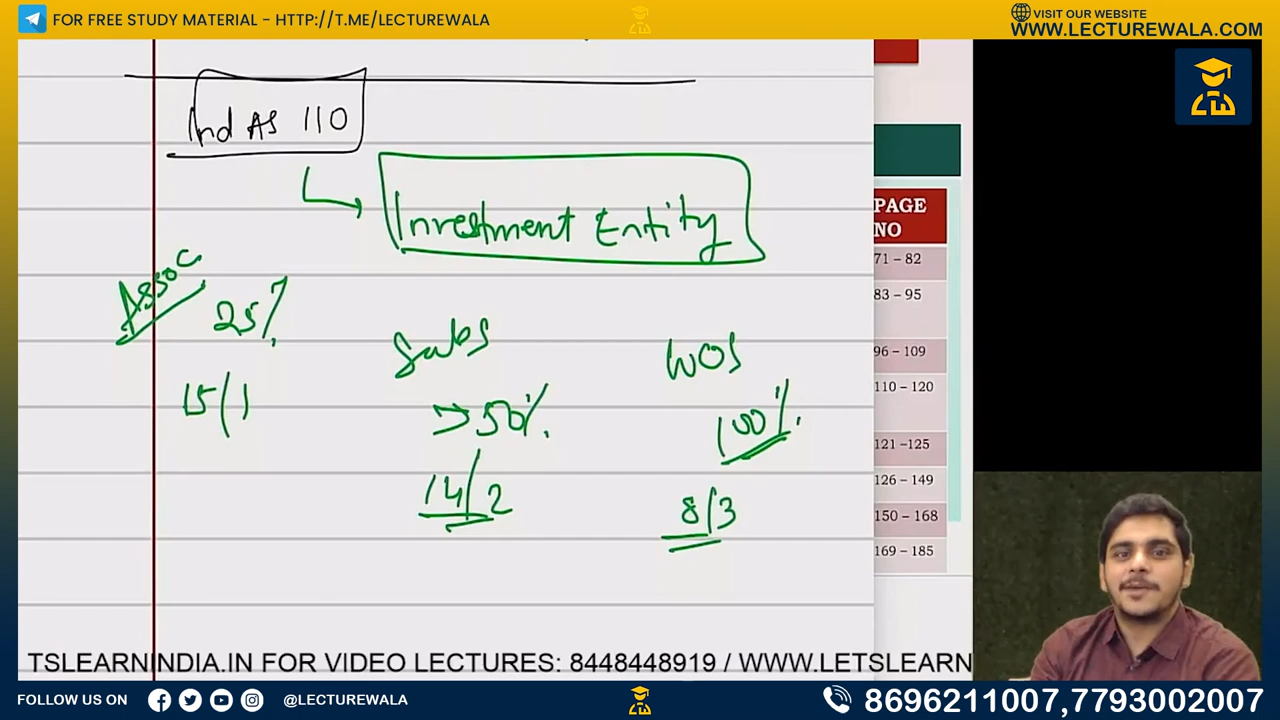 FOR FREE STUDY MATERIAL - HTTP://T.ME/LECTUREWALA
VISIT OUR WEBSITE
WWW.LECTUREWALA.COM
Ind AS 110
Investment Entity
Assoc
25%
15/1
Subs
>50%
14/2
WOS
100%
8/3
PAGE
NO
71 – 82
83 – 95
96 – 109
110 – 120
121 –125
126 – 149
150 – 168
169 – 185
TSLEARNINDIA.IN FOR VIDEO LECTURES: 8448448919 / WWW.LETSLEARN
FOLLOW US ON
@LECTUREWALA
8696211007,7793002007